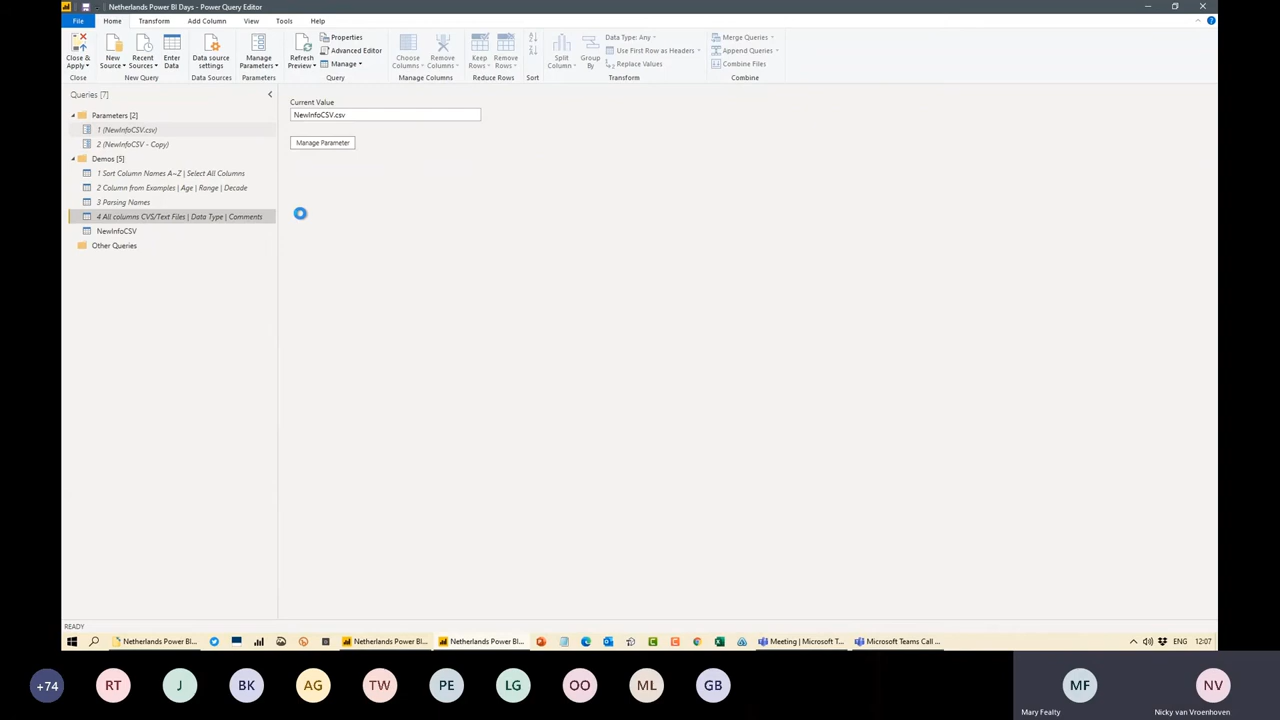 Netherlands Power BI Days - Power Query Editor
File Home Transform Add Column View Tools Help
Close & Apply
New Source
Recent Sources
Enter Data
Data source settings
Manage Parameters
Refresh Preview
Properties
Advanced Editor
Manage
Choose Columns
Remove Columns
Keep Rows
Remove Rows
Split Column
Group By
Data Type: Any
Use First Row as Headers
Replace Values
Merge Queries
Append Queries
Combine Files
Close New Query Data Sources Parameters Query Manage Columns Reduce Rows Sort Transform Combine
Queries [7]
Parameters [2]
1 (NewInfoCSV.csv)
2 (NewInfoCSV - Copy)
Demos [5]
1 Sort Column Names A~Z | Select All Columns
2 Column from Examples | Age | Range | Decade
3 Parsing Names
4 All columns CVS/Text Files | Data Type | Comments
NewInfoCSV
Other Queries
Current Value
NewInfoCSV.csv
Manage Parameter
READY
Netherlands Power BI... Netherlands Power BI... Netherlands Power BI... Meeting | Microsoft T... Microsoft Teams Call ... ENG 12:07
+74 RT J BK AG TW PE LG OO ML GB MF NV
Mary Fealty Nicky van Vroenhoven